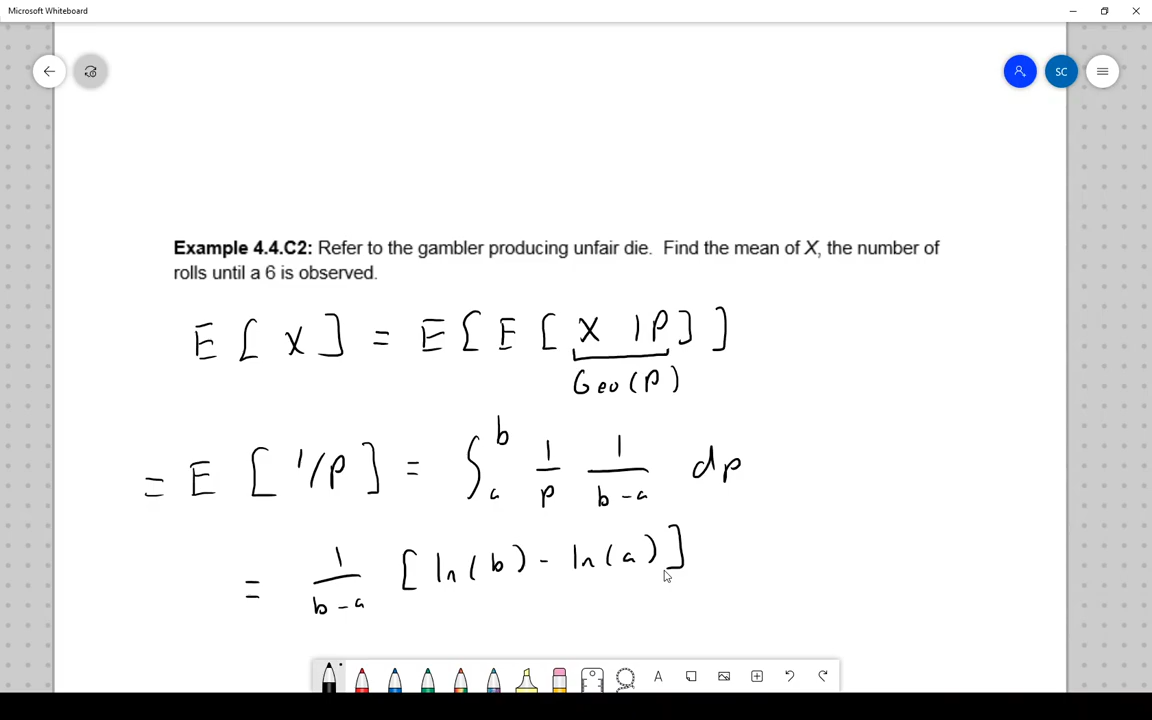 Microsoft Whiteboard
SC
Example 4.4.C2: Refer to the gambler producing unfair die. Find the mean of X, the number of
rolls until a 6 is observed.
E [ X ] = E [ E [ X | P ] ]
Geo(P)
= E [ 1/P ] = ∫_a^b 1/p 1/(b-a) dp
= 1/(b-a) [ ln(b) - ln(a) ]
A